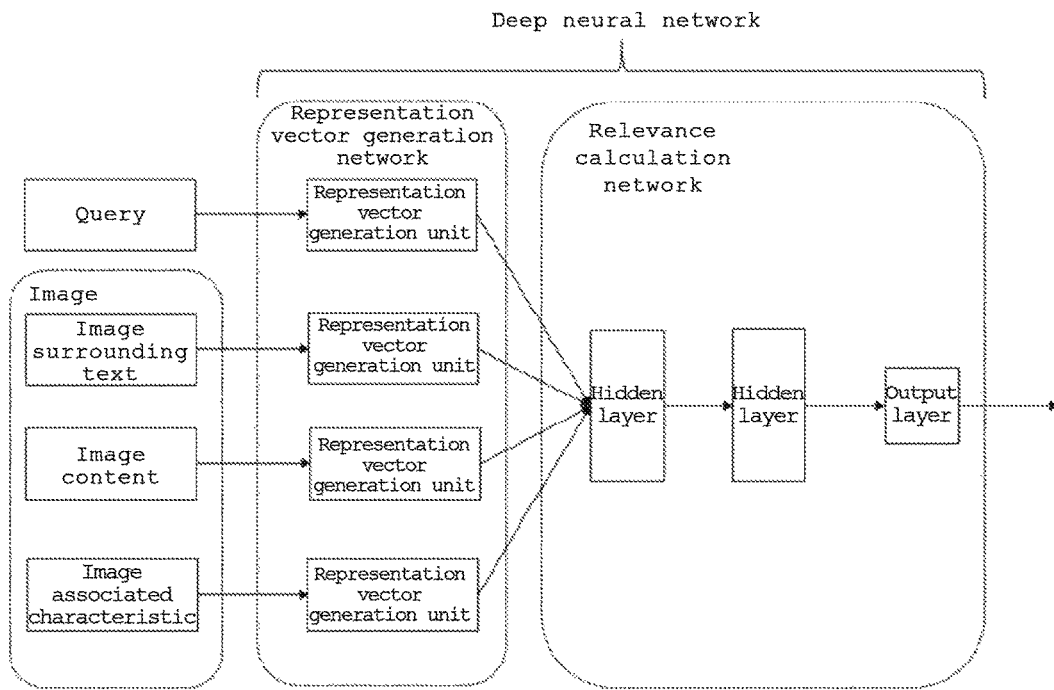 Deep neural network
Representation
vector generation
network
Relevance
calculation
network
Query
Representation
vector
generation unit
Image
Image
surrounding
text
Representation
vector
generation unit
Hidden
layer
Hidden
layer
Output
layer
Image
content
Representation
vector
generation unit
Image
associated
characteristic
Representation
vector
generation unit